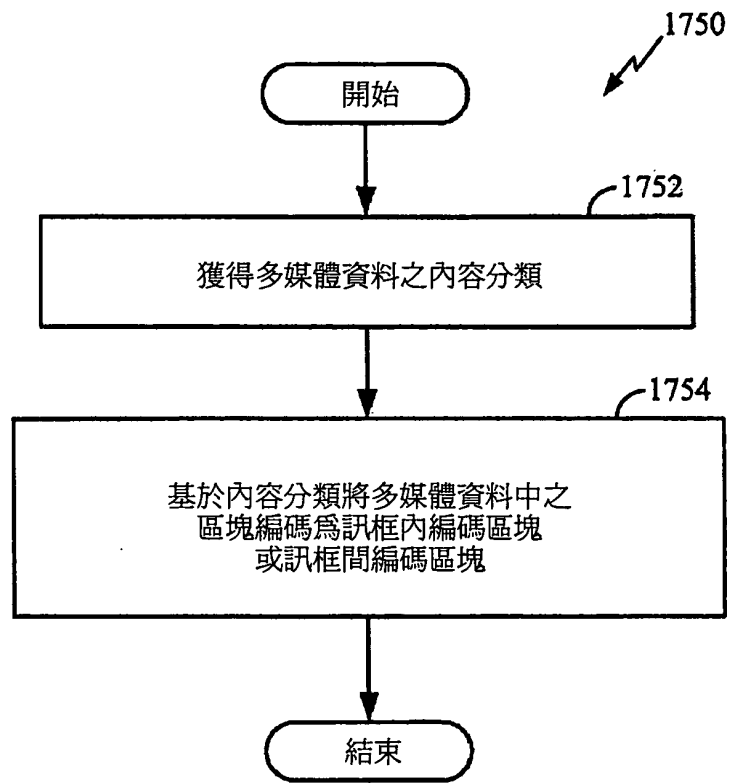 1750
開始
1752
獲得多媒體資料之內容分類
1754
基於內容分類將多媒體資料中之
區塊編碼爲訊框內編碼區塊
或訊框間編碼區塊
結束